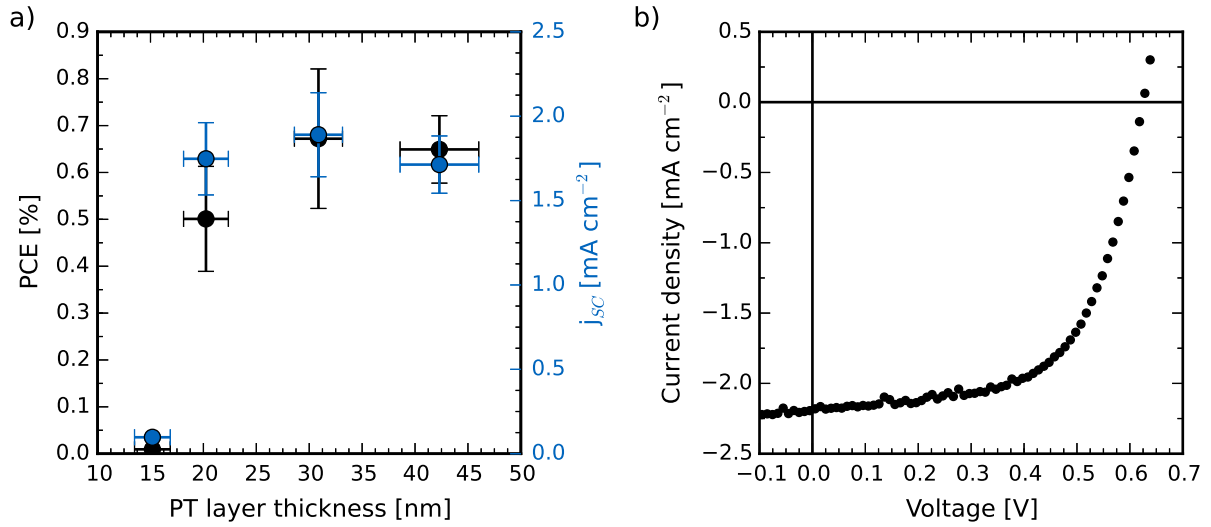 a)
PCE [%]
0.9
0.8
0.7
0.6
0.5
0.4
0.3
0.2
0.1
0.0
10 15 20 25 30 35 40 45 50
PT layer thickness [nm]
2.5
2.0
1.5
1.0
0.5
0.0
j_SC [mA cm⁻²]
b)
Current density [mA cm⁻²]
0.5
0.0
−0.5
−1.0
−1.5
−2.0
−2.5
−0.1 0.0 0.1 0.2 0.3 0.4 0.5 0.6 0.7
Voltage [V]